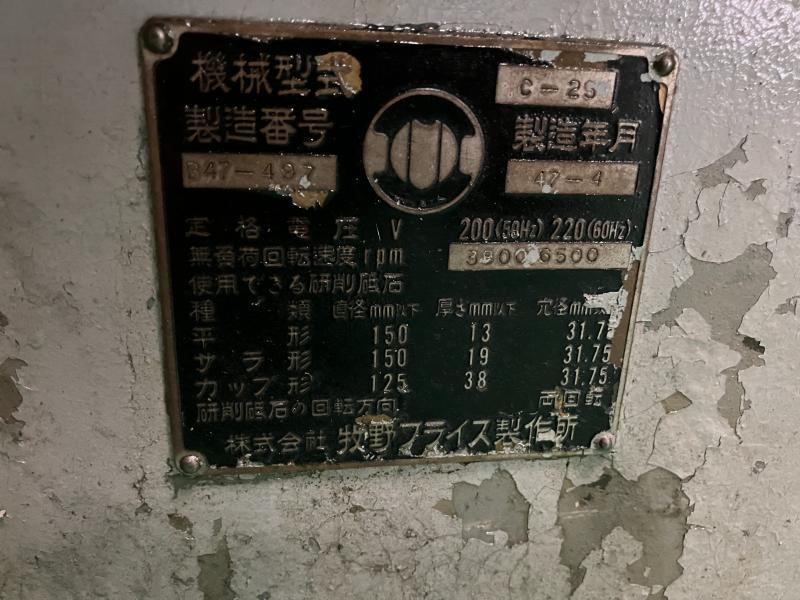 機械型式 C-25
製造番号 製造年月
B47-497 47-4
定格電圧 V 200(50Hz) 220(60Hz)
無負荷回転速度 rpm 3900 6500
使用できる研削砥石
種類 直径mm以下 厚さmm以下 穴径mm以
平形 150 13 31.7
サラ形 150 19 31.75
カップ形 125 38 31.75
研削砥石の回転方向 両回転
株式会社 牧野フライス製作所